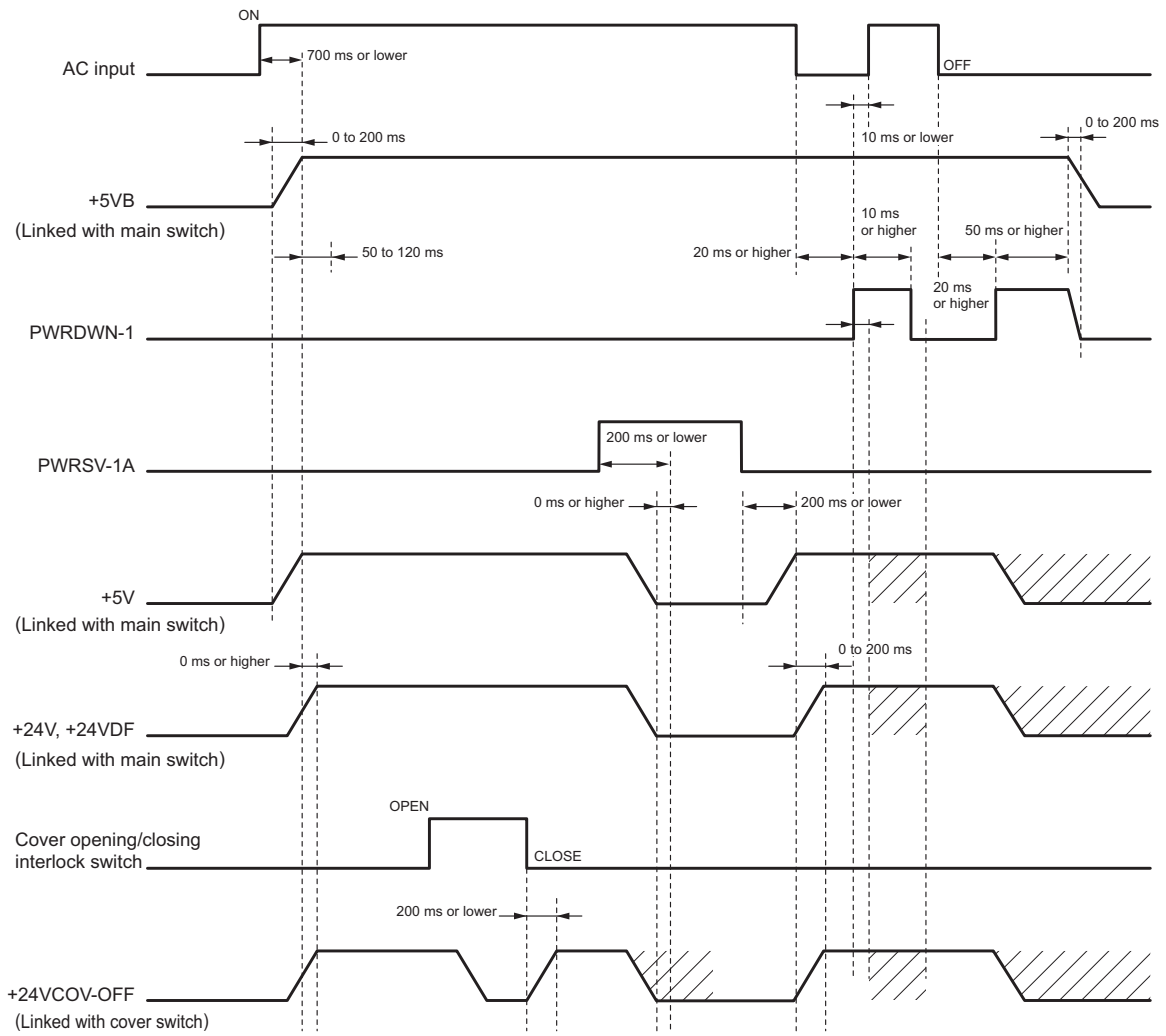 ON
700 ms or lower
AC input
OFF
0 to 200 ms
10 ms or lower
0 to 200 ms
+5VB
(Linked with main switch)
10 ms
or higher
50 ms or higher
50 to 120 ms
20 ms or higher
20 ms
or higher
PWRDWN-1
200 ms or lower
PWRSV-1A
0 ms or higher
200 ms or lower
+5V
(Linked with main switch)
0 ms or higher
0 to 200 ms
+24V, +24VDF
(Linked with main switch)
OPEN
Cover opening/closing
interlock switch
CLOSE
200 ms or lower
+24VCOV-OFF
(Linked with cover switch)